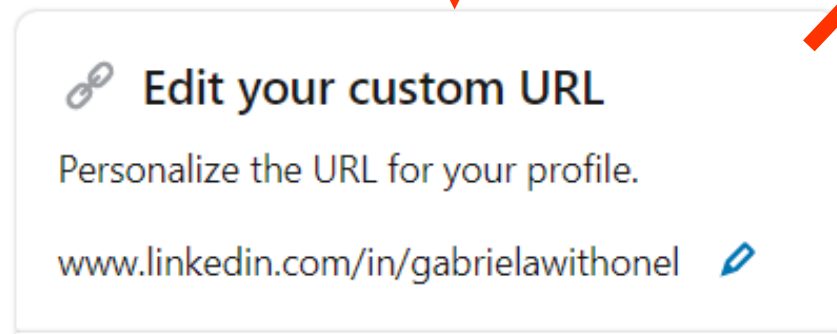 Edit your custom URL
Personalize the URL for your profile.
www.linkedin.com/in/gabrielawithonel